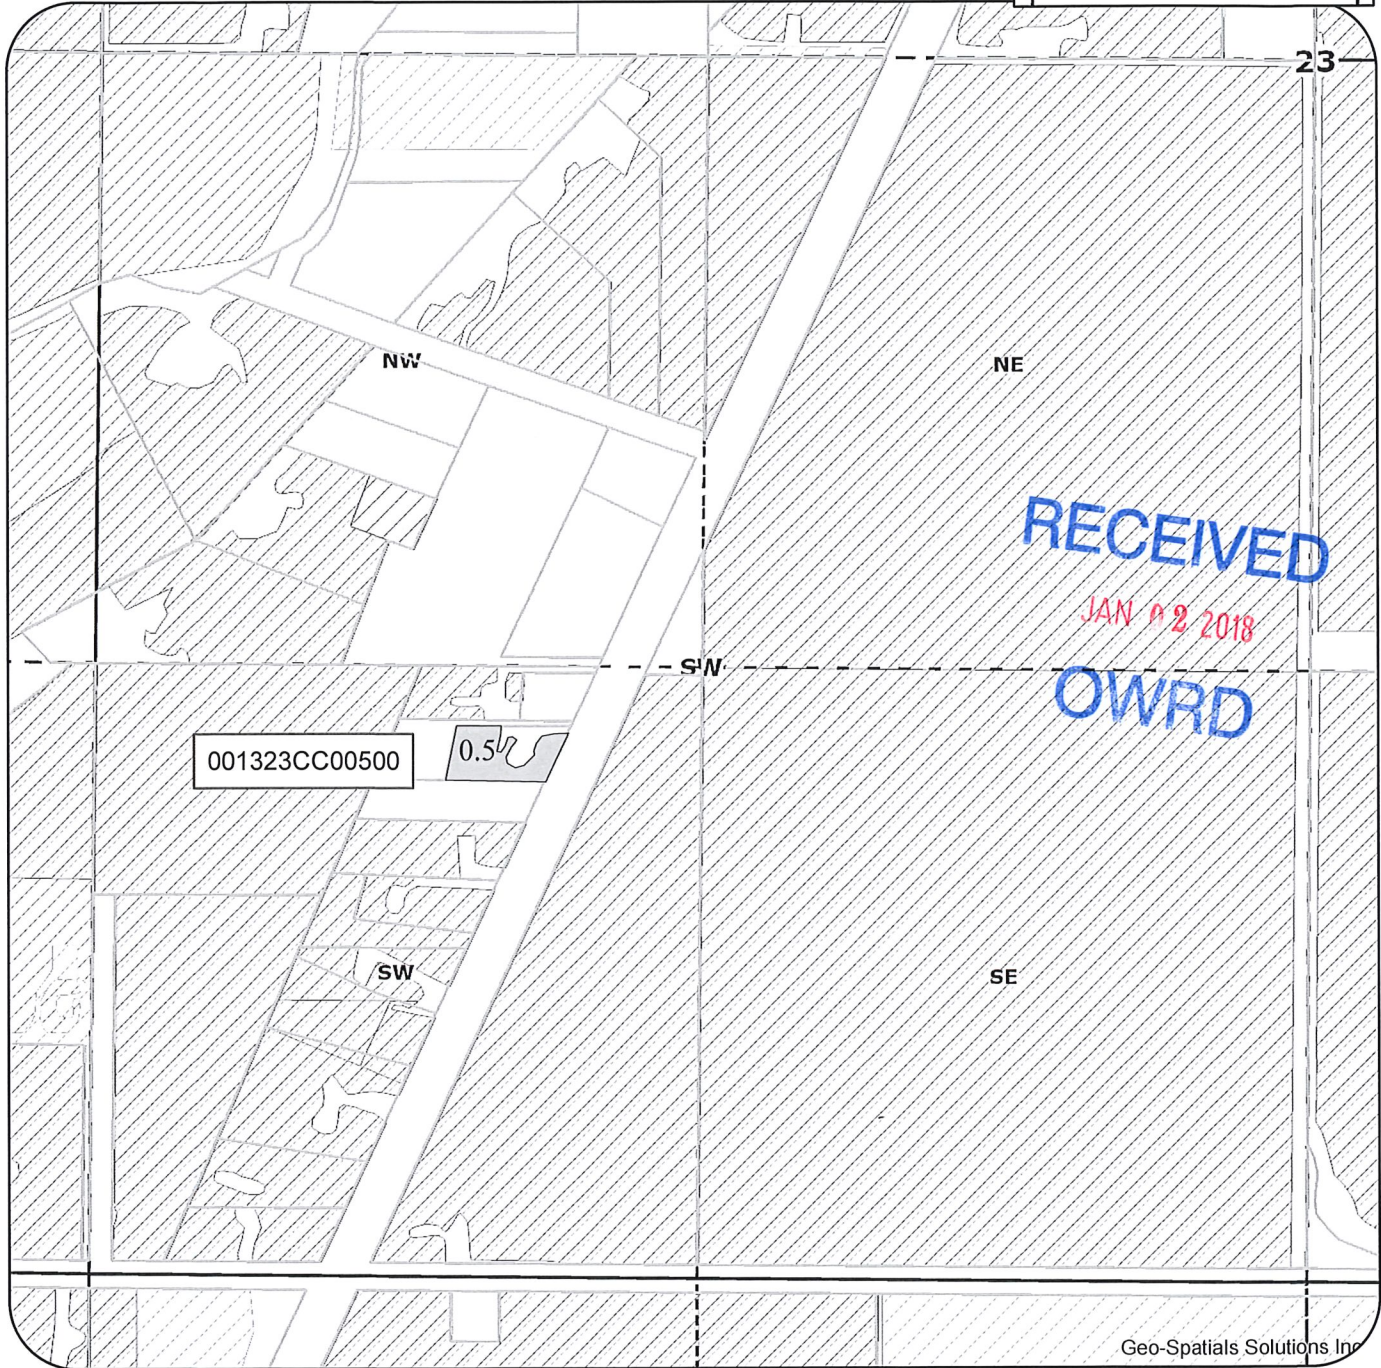 23
NW
NE
RECEIVED
JAN 02 2018
SW
OWRD
0.5
001323CC00500
SW
SE
Geo-Spatials Solutions Inc